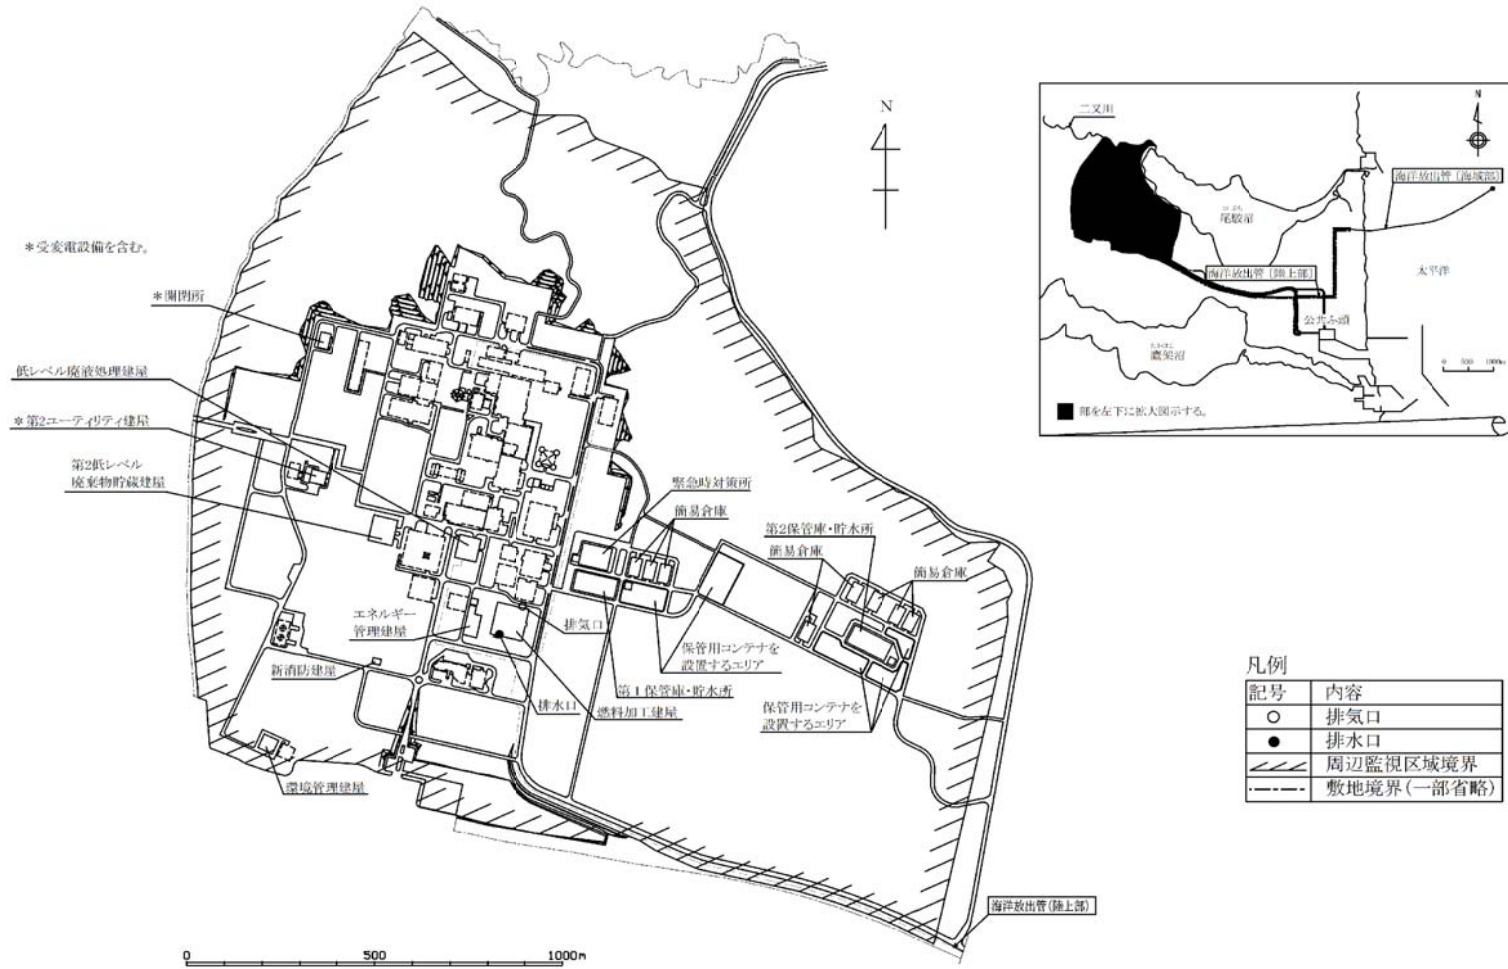 N
*受変電設備を含む。
*開閉所
低レベル廃液処理建屋
*第2ユーティリティ建屋
第2低レベル
廃棄物貯蔵建屋
エネルギー
管理建屋
新消防建屋
環境管理建屋
緊急時対策所
簡易倉庫
第2保管庫・貯水所
簡易倉庫
簡易倉庫
排気口
保管用コンテナを
設置するエリア
第1保管庫・貯水所
排水口
燃料加工建屋
保管用コンテナを
設置するエリア
海洋放出管(陸上部)
0 500 1000m
二又川
N
海洋放出管〔海域部〕
尾駮沼
海洋放出管〔陸上部〕
太平洋
公共ふ頭
鷹架沼
0 500 1000m
部を左下に拡大図示する。
凡例
記号 内容
排気口
排水口
周辺監視区域境界
敷地境界(一部省略)